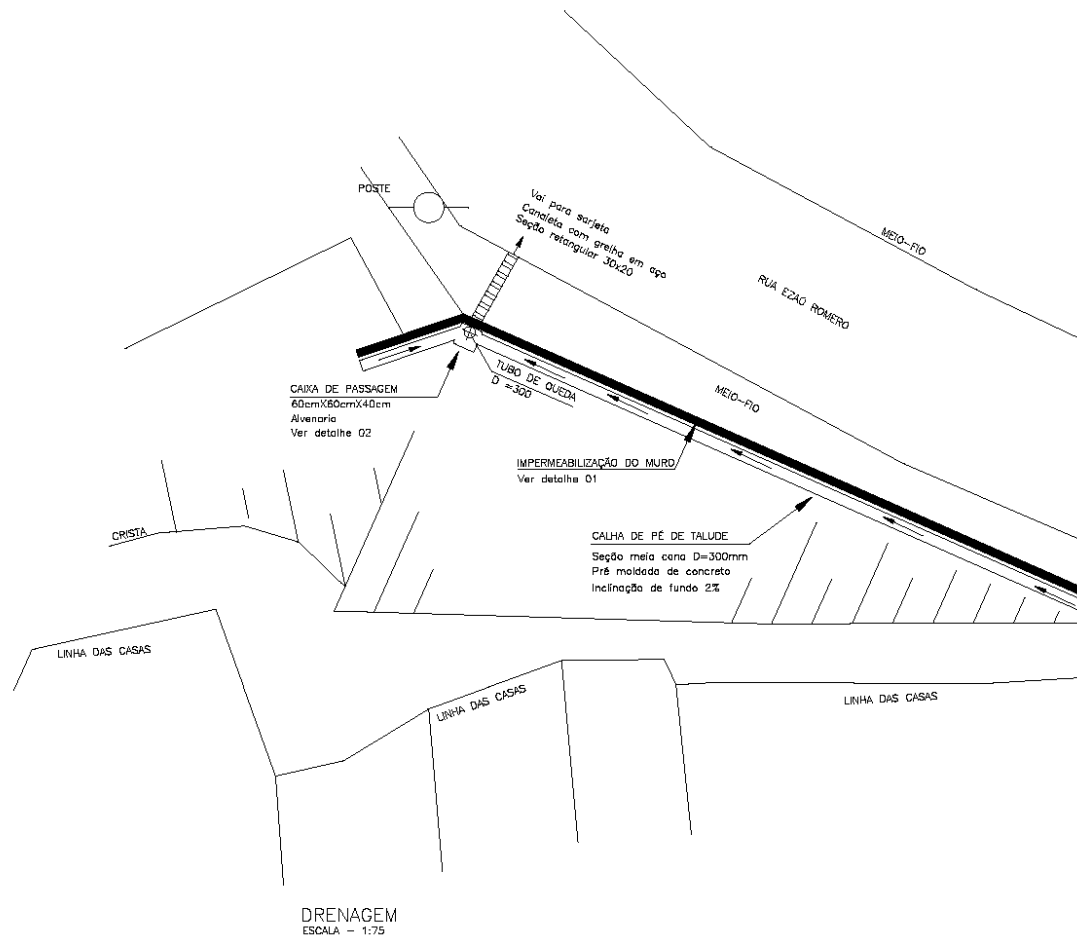 POSTE
Vai para sarjeta
Canaleta com grelha em aço
Seção retangular 30x20
MEIO-FIO
RUA EZAO ROMERO
MEIO-FIO
TUBO DE QUEDA
D =300
CAIXA DE PASSAGEM
60cmX60cmX40cm
Alvenaria
Ver detalhe 02
IMPERMEABILIZAÇÃO DO MURO
Ver detalhe 01
CRISTA
CALHA DE PÉ DE TALUDE
Seção meia cana D=300mm
Pré moldada de concreto
Inclinação de fundo 2%
LINHA DAS CASAS
LINHA DAS CASAS
LINHA DAS CASAS
DRENAGEM
ESCALA - 1:75